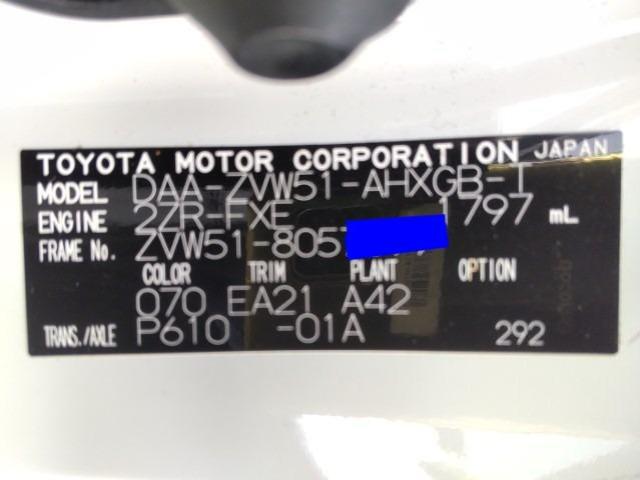 TOYOTA MOTOR CORPORATION JAPAN
MODEL DAA-ZVW51-AHXGB-T
ENGINE 2ZR-FXE 1797 mL
FRAME No. ZVW51-8057
COLOR TRIM PLANT OPTION
070 EA21 A42
TRANS./AXLE P610 -01A 292